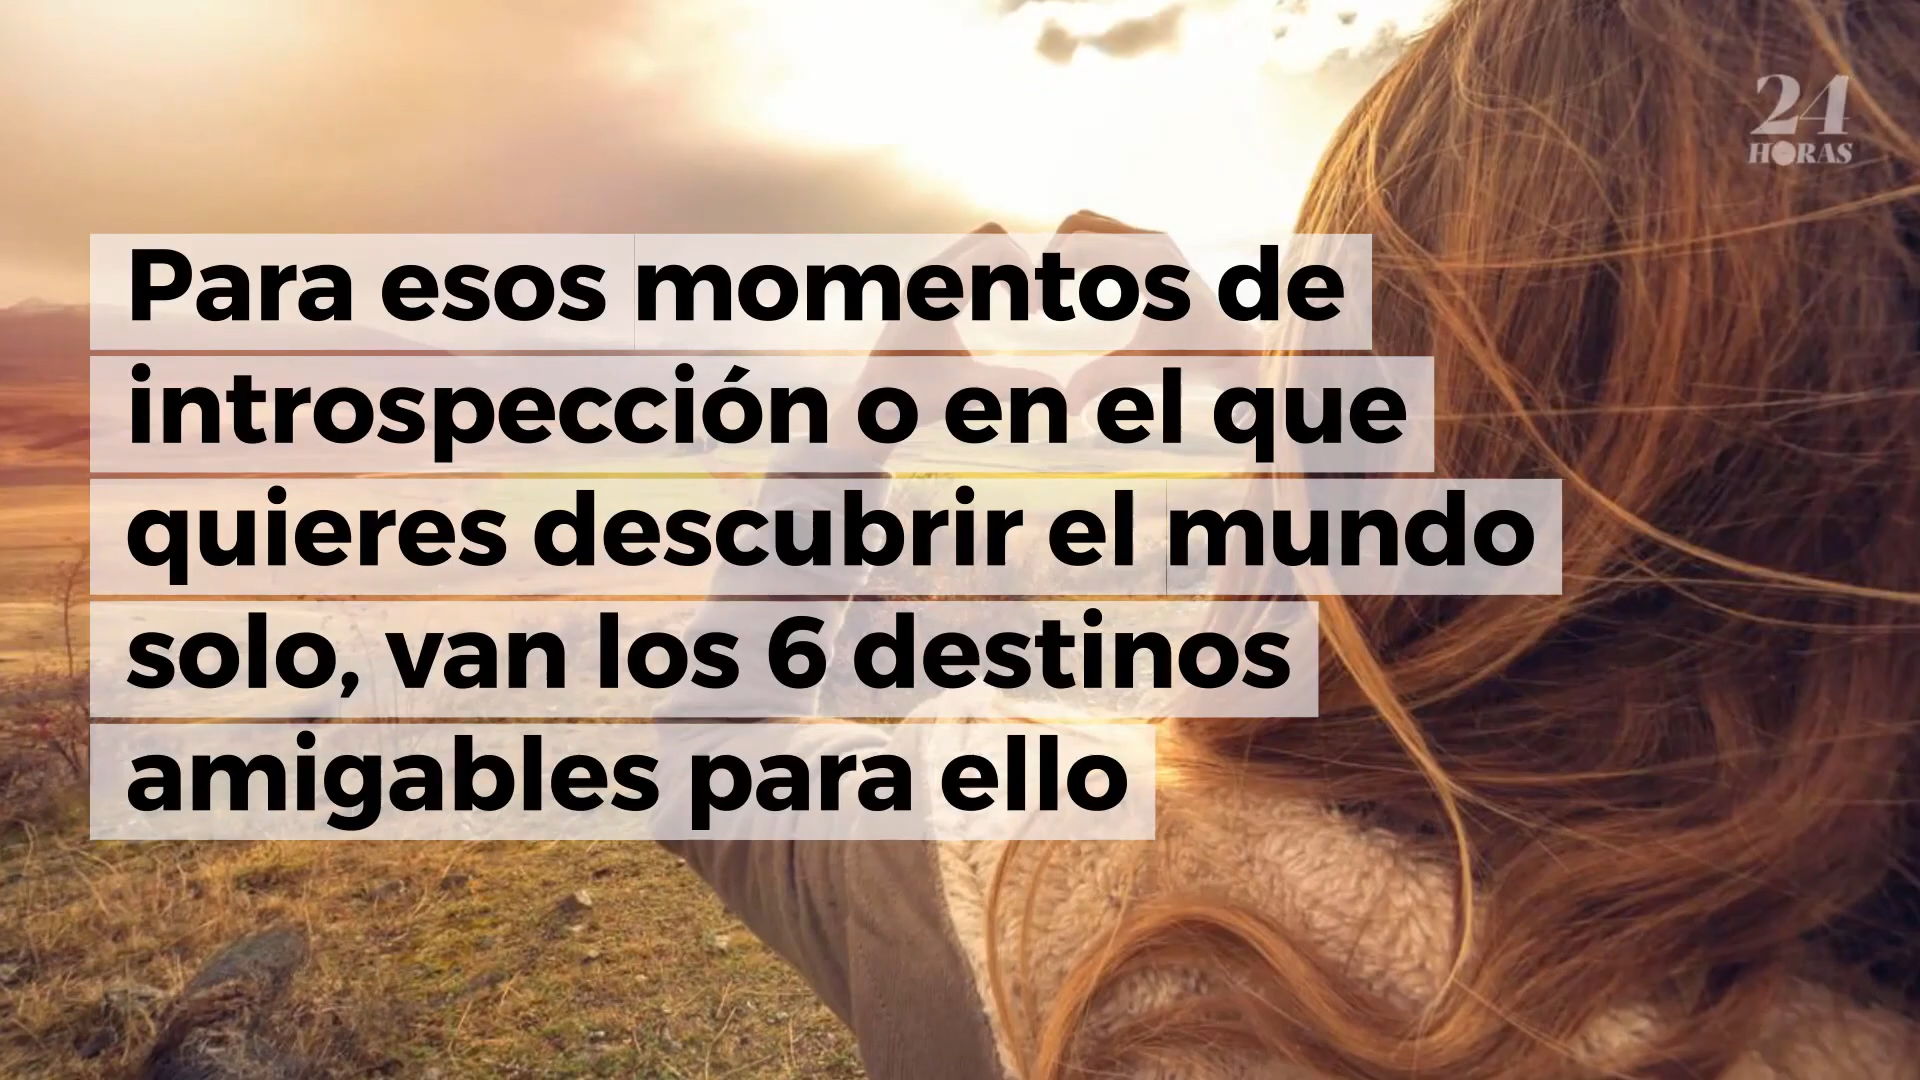 24
HORAS
Para esos momentos de
introspección o en el que
quieres descubrir el mundo
solo, van los 6 destinos
amigables para ello